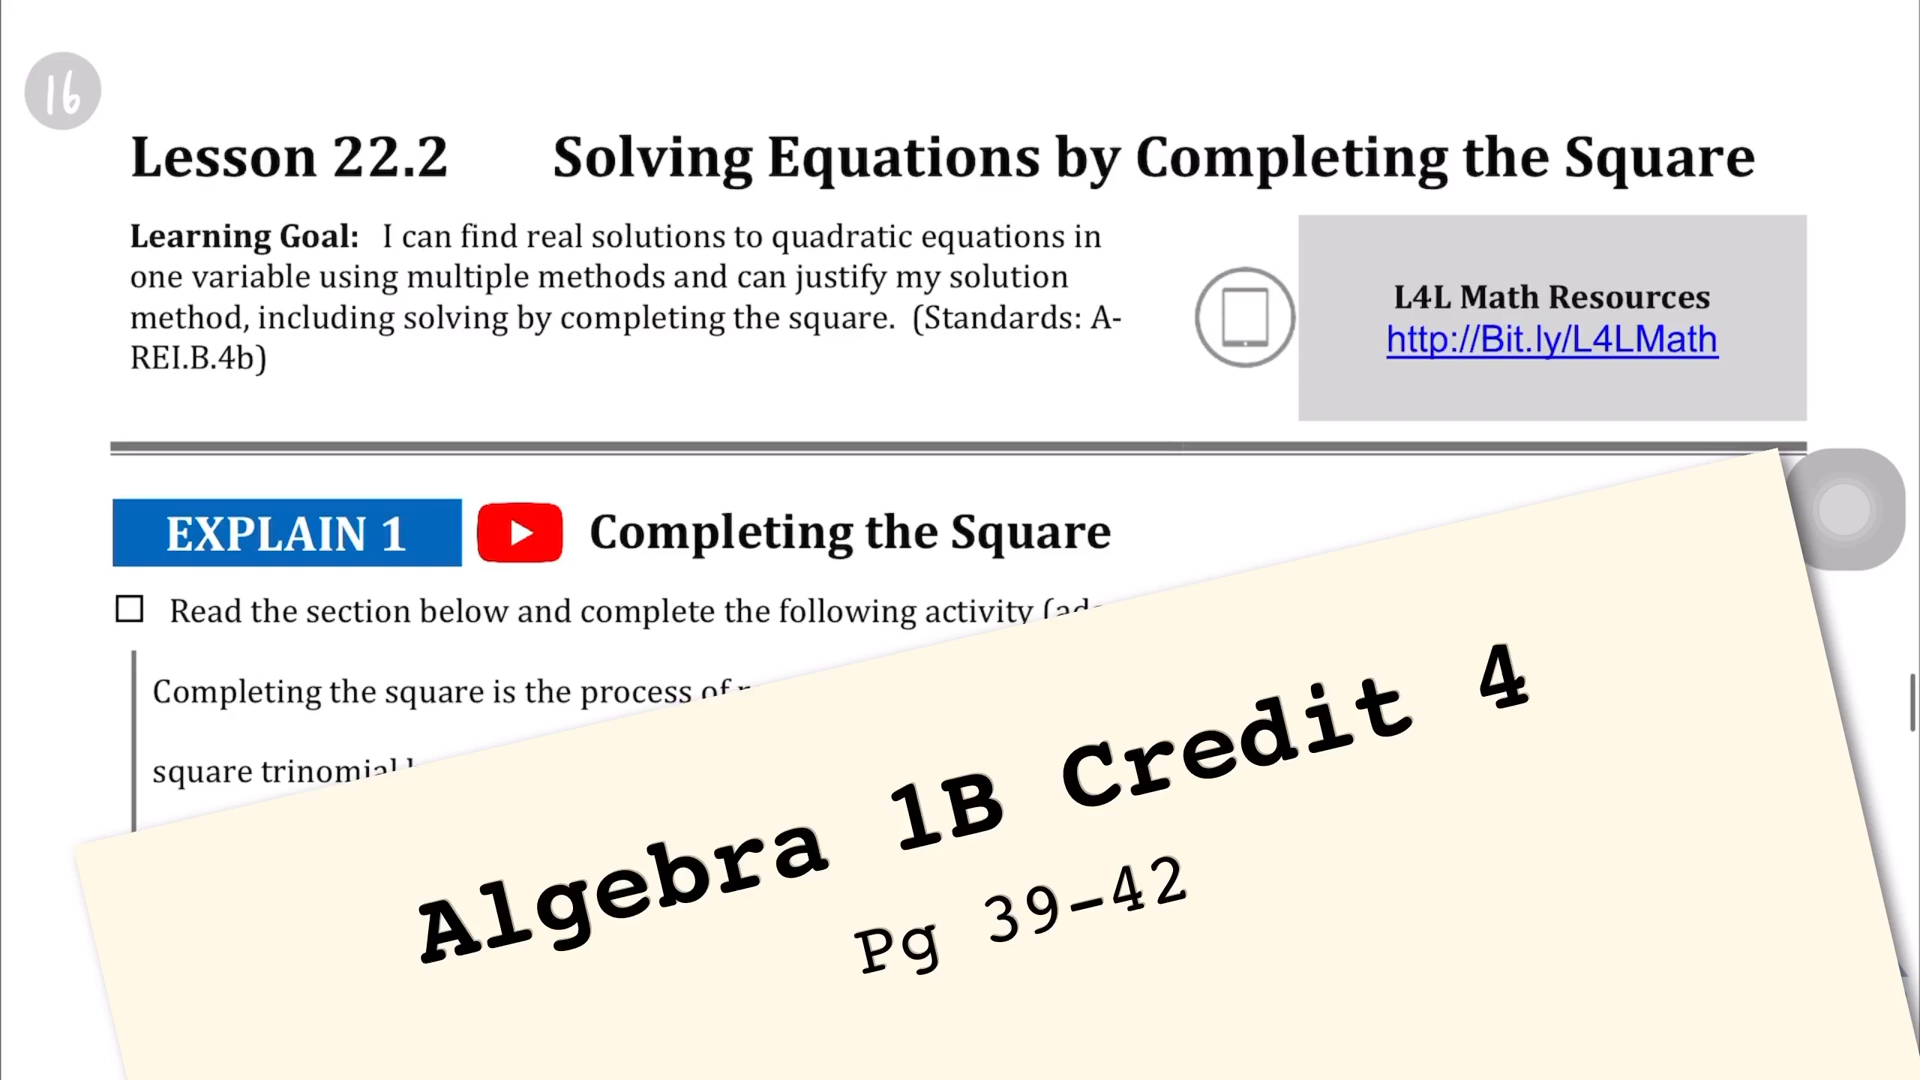 16
Lesson 22.2 Solving Equations by Completing the Square
Learning Goal: I can find real solutions to quadratic equations in
one variable using multiple methods and can justify my solution
method, including solving by completing the square. (Standards: A-
REI.B.4b)
L4L Math Resources
http://Bit.ly/L4LMath
EXPLAIN 1 Completing the Square
Read the section below and complete the following activity
Completing the square is the process of
square trinomial
Algebra 1B Credit 4
Pg 39-42